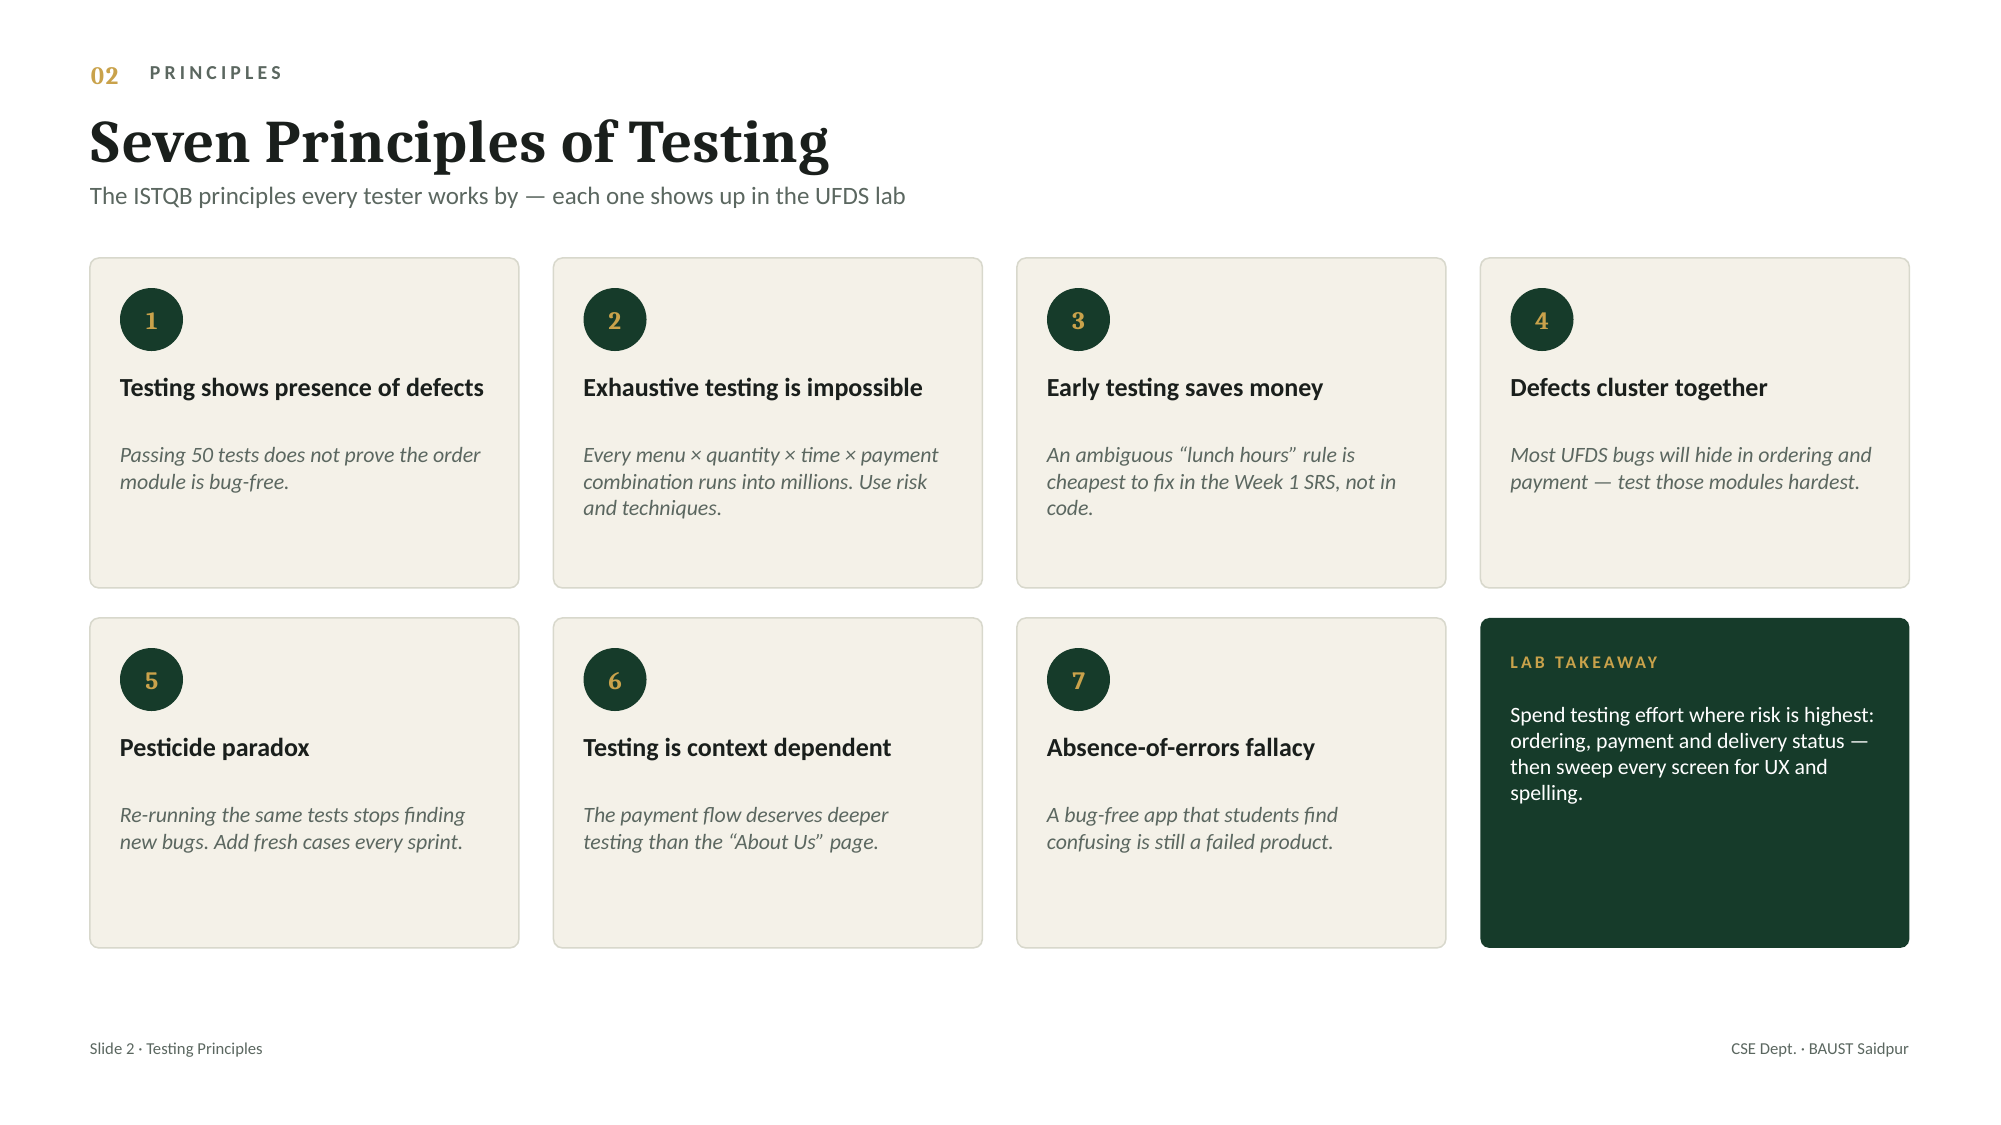 02 PRINCIPLES
Seven Principles of Testing
The ISTQB principles every tester works by — each one shows up in the UFDS lab
1
Testing shows presence of defects
Passing 50 tests does not prove the order
module is bug-free.
2
Exhaustive testing is impossible
Every menu × quantity × time × payment
combination runs into millions. Use risk
and techniques.
3
Early testing saves money
An ambiguous “lunch hours” rule is
cheapest to fix in the Week 1 SRS, not in
code.
4
Defects cluster together
Most UFDS bugs will hide in ordering and
payment — test those modules hardest.
5
Pesticide paradox
Re-running the same tests stops finding
new bugs. Add fresh cases every sprint.
6
Testing is context dependent
The payment flow deserves deeper
testing than the “About Us” page.
7
Absence-of-errors fallacy
A bug-free app that students find
confusing is still a failed product.
LAB TAKEAWAY
Spend testing effort where risk is highest:
ordering, payment and delivery status —
then sweep every screen for UX and
spelling.
Slide 2 · Testing Principles
CSE Dept. · BAUST Saidpur